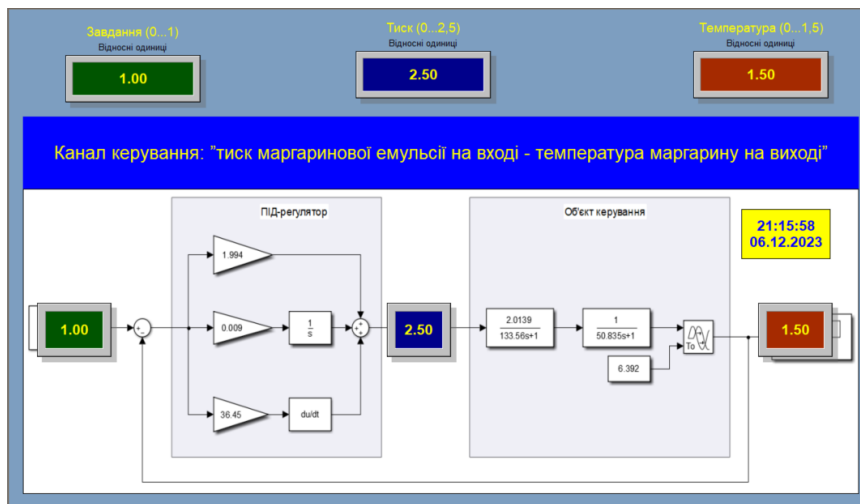 Завдання (0...1)
Відносні одиниці
1.00
Тиск (0...2,5)
Відносні одиниці
2.50
Температура (0...1,5)
Відносні одиниці
1.50
Канал керування: "тиск маргаринової емульсії на вході - температура маргарину на виході"
ПІД-регулятор
Об'єкт керування
21:15:58
06.12.2023
1.994
1.00
0.009
1
s
2.50
2.0139
133.56s+1
1
50.835s+1
To
1.50
6.392
36.45
du/dt